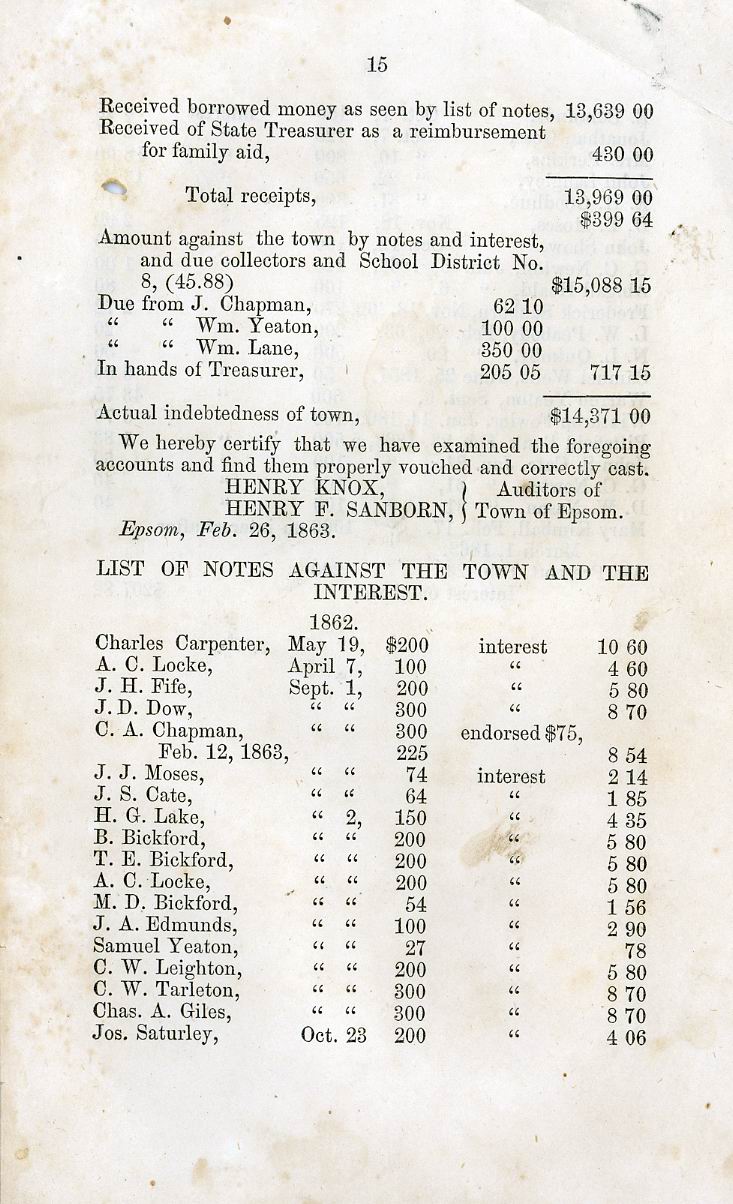 15
Received borrowed money as seen by list of notes, 13,639 00
Received of State Treasurer as a reimbursement
for family aid, 430 00
Total receipts, 13,969 00
$399 64
Amount against the town by notes and interest,
and due collectors and School District No.
8, (45.88) $15,088 15
Due from J. Chapman, 62 10
“ “ Wm. Yeaton, 100 00
“ “ Wm. Lane, 350 00
In hands of Treasurer, 205 05 717 15
Actual indebtedness of town, $14,371 00
We hereby certify that we have examined the foregoing
accounts and find them properly vouched and correctly cast.
HENRY KNOX, } Auditors of
HENRY F. SANBORN, } Town of Epsom.
Epsom, Feb. 26, 1863.
LIST OF NOTES AGAINST THE TOWN AND THE
INTEREST.
1862.
Charles Carpenter, May 19, $200 interest 10 60
A. C. Locke, April 7, 100 “ 4 60
J. H. Fife, Sept. 1, 200 “ 5 80
J. D. Dow, “ “ 300 “ 8 70
C. A. Chapman, “ “ 300 endorsed $75,
Feb. 12, 1863, 225 8 54
J. J. Moses, “ “ 74 interest 2 14
J. S. Cate, “ “ 64 “ 1 85
H. G. Lake, “ 2, 150 “ 4 35
B. Bickford, “ “ 200 “ 5 80
T. E. Bickford, “ “ 200 “ 5 80
A. C. Locke, “ “ 200 “ 5 80
M. D. Bickford, “ “ 54 “ 1 56
J. A. Edmunds, “ “ 100 “ 2 90
Samuel Yeaton, “ “ 27 “ 78
C. W. Leighton, “ “ 200 “ 5 80
C. W. Tarleton, “ “ 300 “ 8 70
Chas. A. Giles, “ “ 300 “ 8 70
Jos. Saturley, Oct. 23 200 “ 4 06